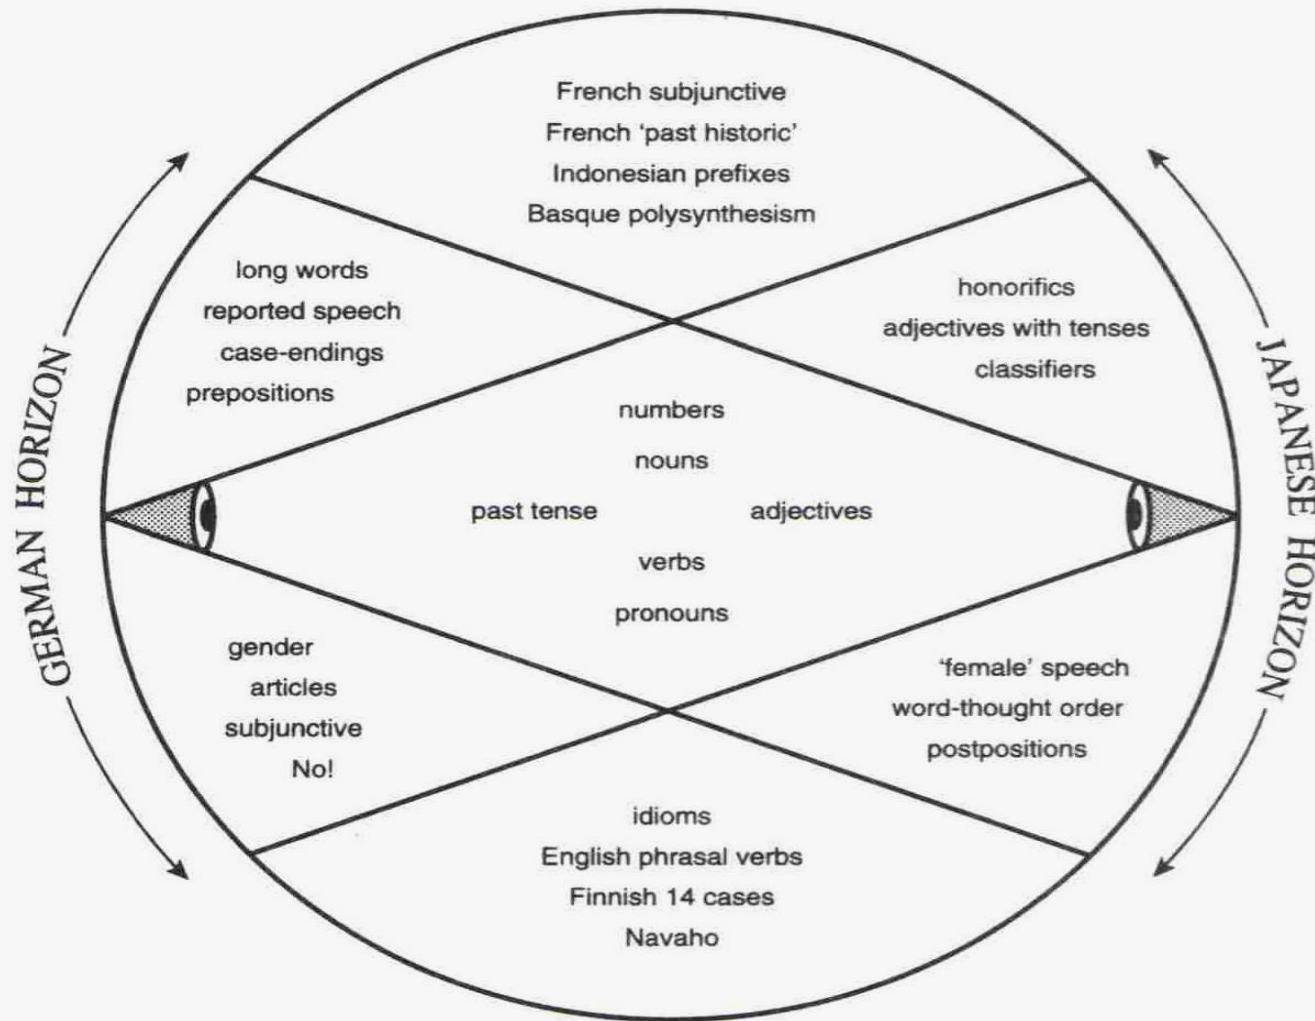 French subjunctive
French 'past historic'
Indonesian prefixes
Basque polysynthesism
long words
reported speech
case-endings
prepositions
honorifics
adjectives with tenses
classifiers
GERMAN HORIZON
JAPANESE HORIZON
numbers
nouns
past tense
adjectives
verbs
pronouns
gender
articles
subjunctive
No!
'female' speech
word-thought order
postpositions
idioms
English phrasal verbs
Finnish 14 cases
Navaho